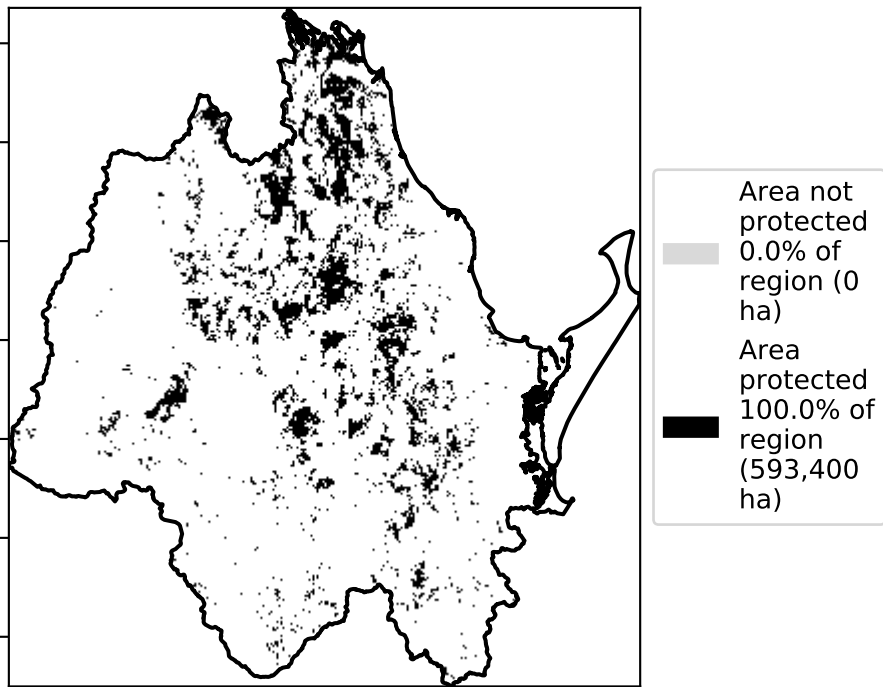 Area not
protected
0.0% of
region (0
ha)
Area
protected
100.0% of
region
(593,400
ha)